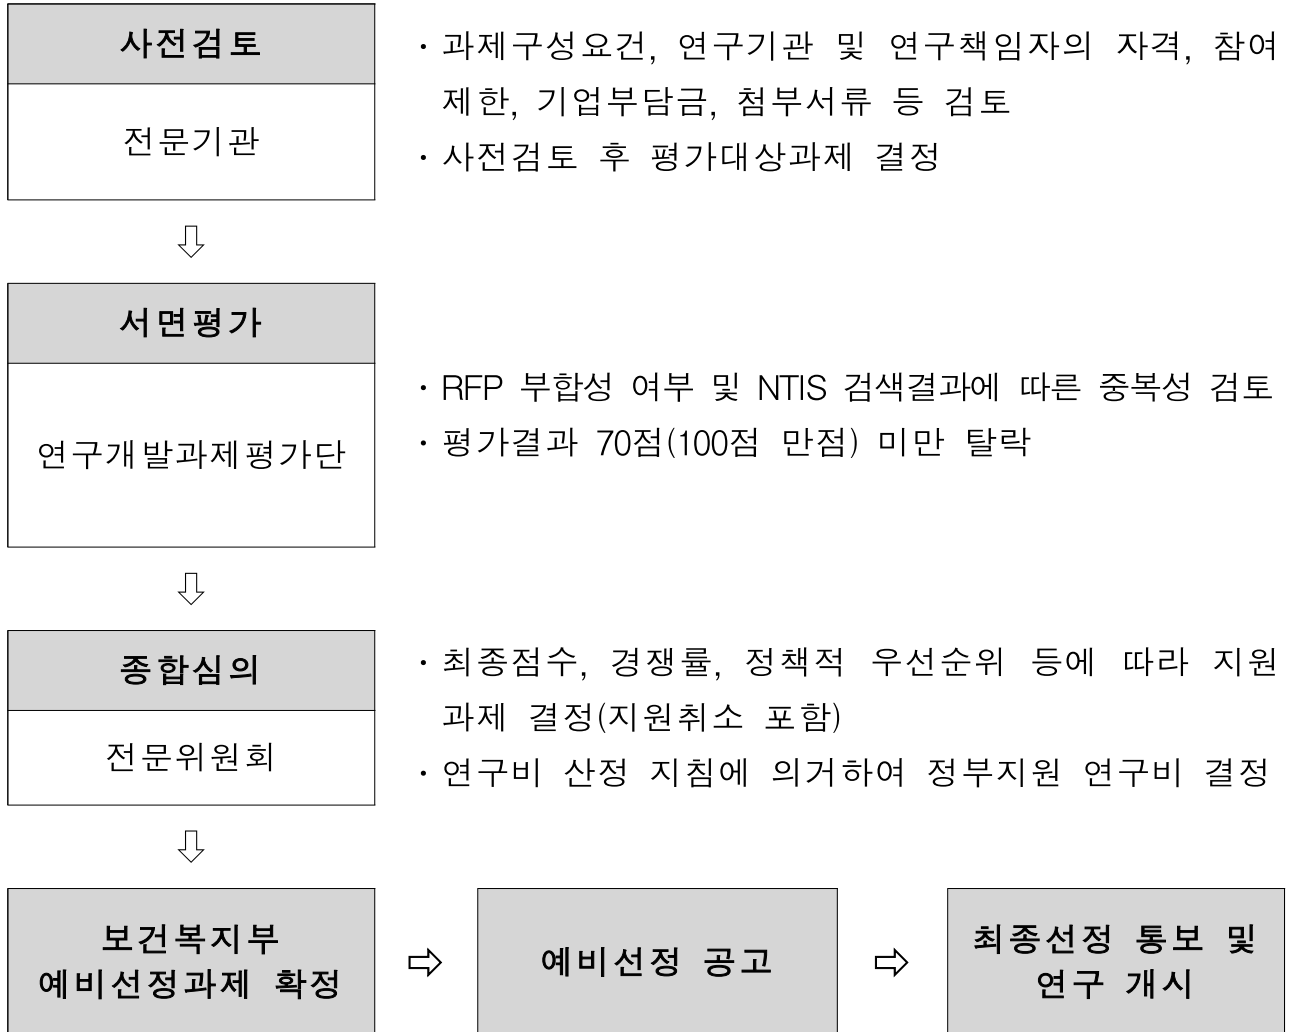 사전검토
전문기관
· 과제구성요건, 연구기관 및 연구책임자의 자격, 참여
제한, 기업부담금, 첨부서류 등 검토
· 사전검토 후 평가대상과제 결정
⇩
서면평가
연구개발과제평가단
· RFP 부합성 여부 및 NTIS 검색결과에 따른 중복성 검토
· 평가결과 70점(100점 만점) 미만 탈락
⇩
종합심의
전문위원회
· 최종점수, 경쟁률, 정책적 우선순위 등에 따라 지원
과제 결정(지원취소 포함)
· 연구비 산정 지침에 의거하여 정부지원 연구비 결정
⇩
보건복지부
예비선정과제 확정
⇨
예비선정 공고
⇨
최종선정 통보 및
연구 개시